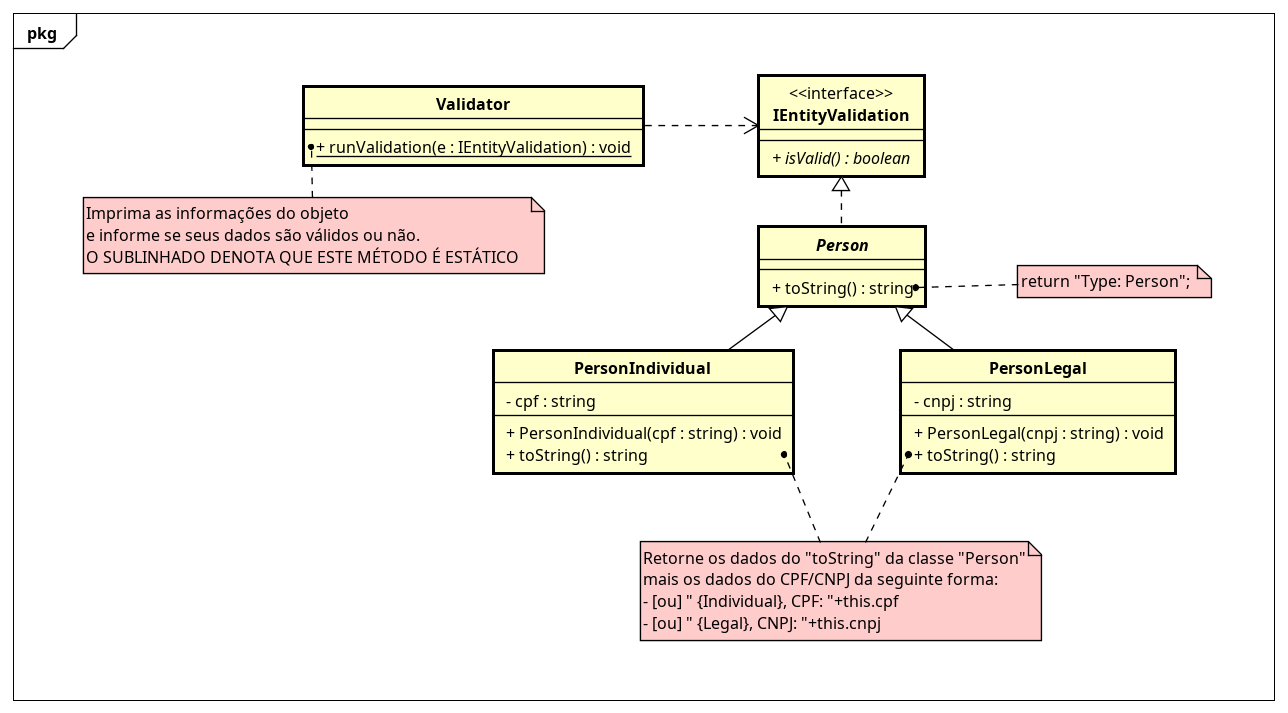 pkg
Validator
+ runValidation(e : IEntityValidation) : void
<<interface>>
IEntityValidation
+ isValid() : boolean
Imprima as informações do objeto
e informe se seus dados são válidos ou não.
O SUBLINHADO DENOTA QUE ESTE MÉTODO É ESTÁTICO
Person
+ toString() : string
return "Type: Person";
PersonIndividual
- cpf : string
+ PersonIndividual(cpf : string) : void
+ toString() : string
PersonLegal
- cnpj : string
+ PersonLegal(cnpj : string) : void
+ toString() : string
Retorne os dados do "toString" da classe "Person"
mais os dados do CPF/CNPJ da seguinte forma:
- [ou] " {Individual}, CPF: "+this.cpf
- [ou] " {Legal}, CNPJ: "+this.cnpj